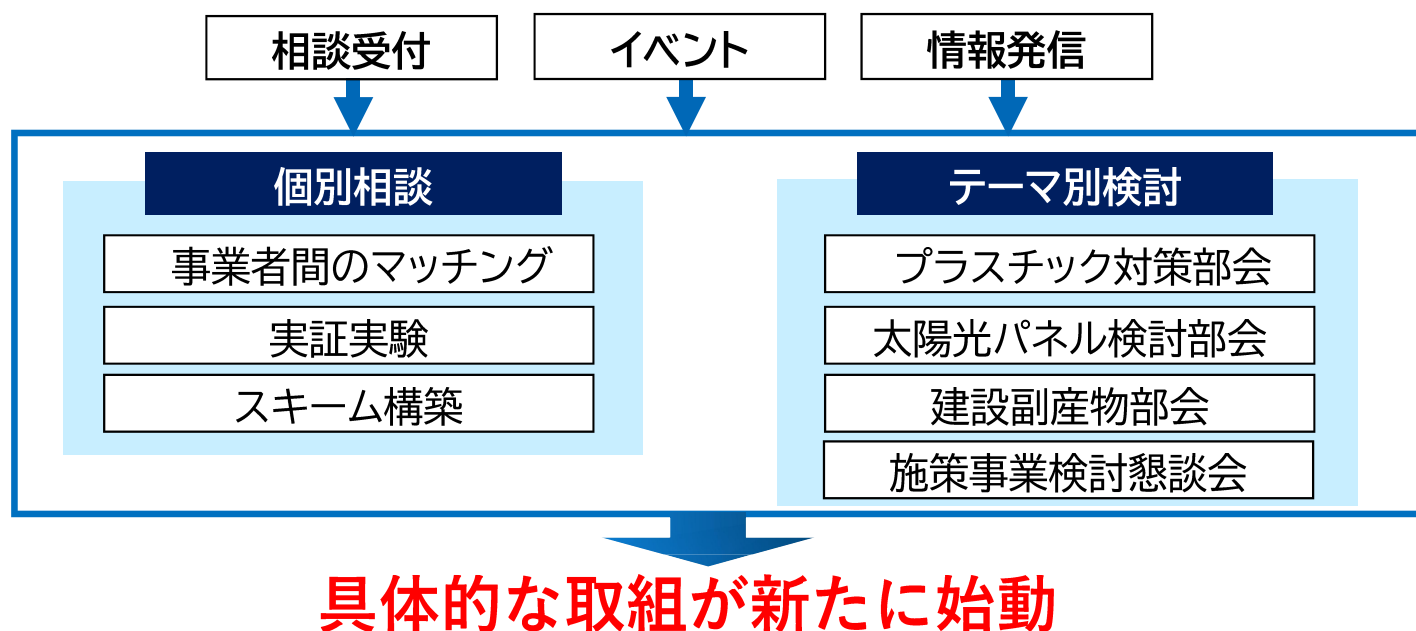 相談受付
イベント
情報発信
個別相談
事業者間のマッチング
実証実験
スキーム構築
テーマ別検討
プラスチック対策部会
太陽光パネル検討部会
建設副産物部会
施策事業検討懇談会
具体的な取組が新たに始動